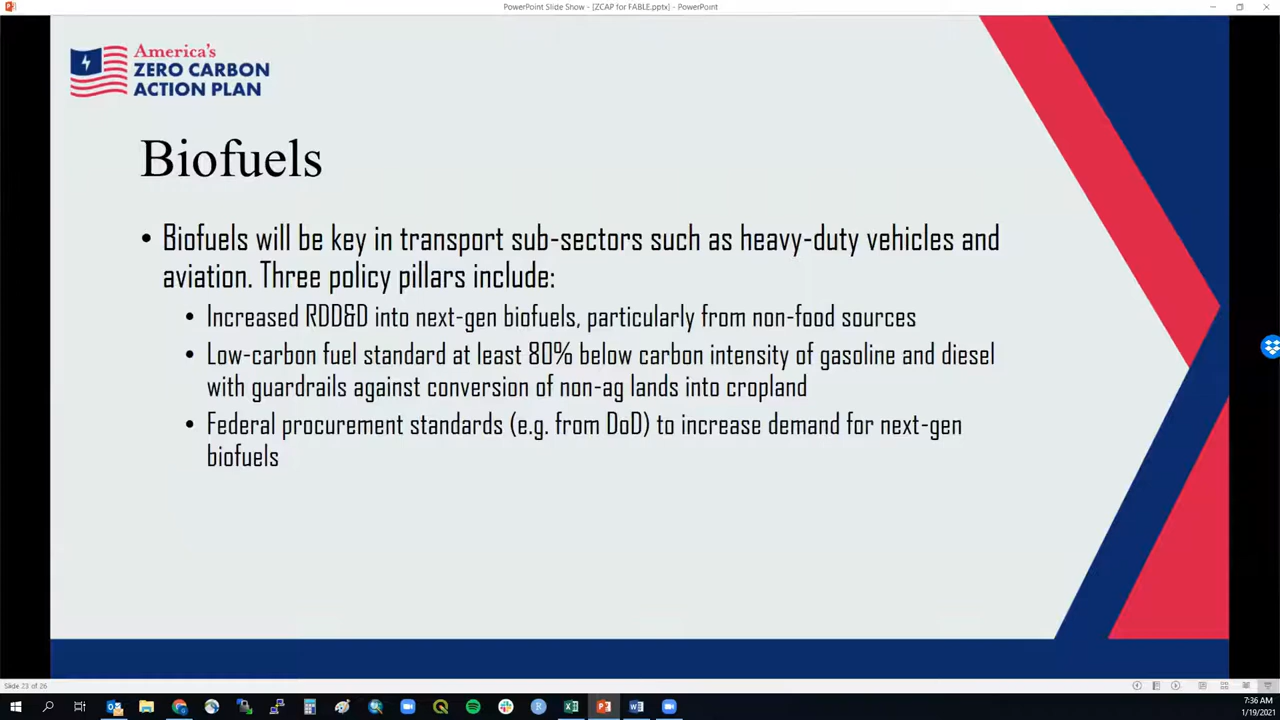 PowerPoint Slide Show - [ZCAP for FABLE.pptx] - PowerPoint
America's
ZERO CARBON
ACTION PLAN
Biofuels
• Biofuels will be key in transport sub-sectors such as heavy-duty vehicles and
aviation. Three policy pillars include:
• Increased RDD&D into next-gen biofuels, particularly from non-food sources
• Low-carbon fuel standard at least 80% below carbon intensity of gasoline and diesel
with guardrails against conversion of non-ag lands into cropland
• Federal procurement standards (e.g. from DoD) to increase demand for next-gen
biofuels
Slide 23 of 26
7:36 AM
1/19/2021